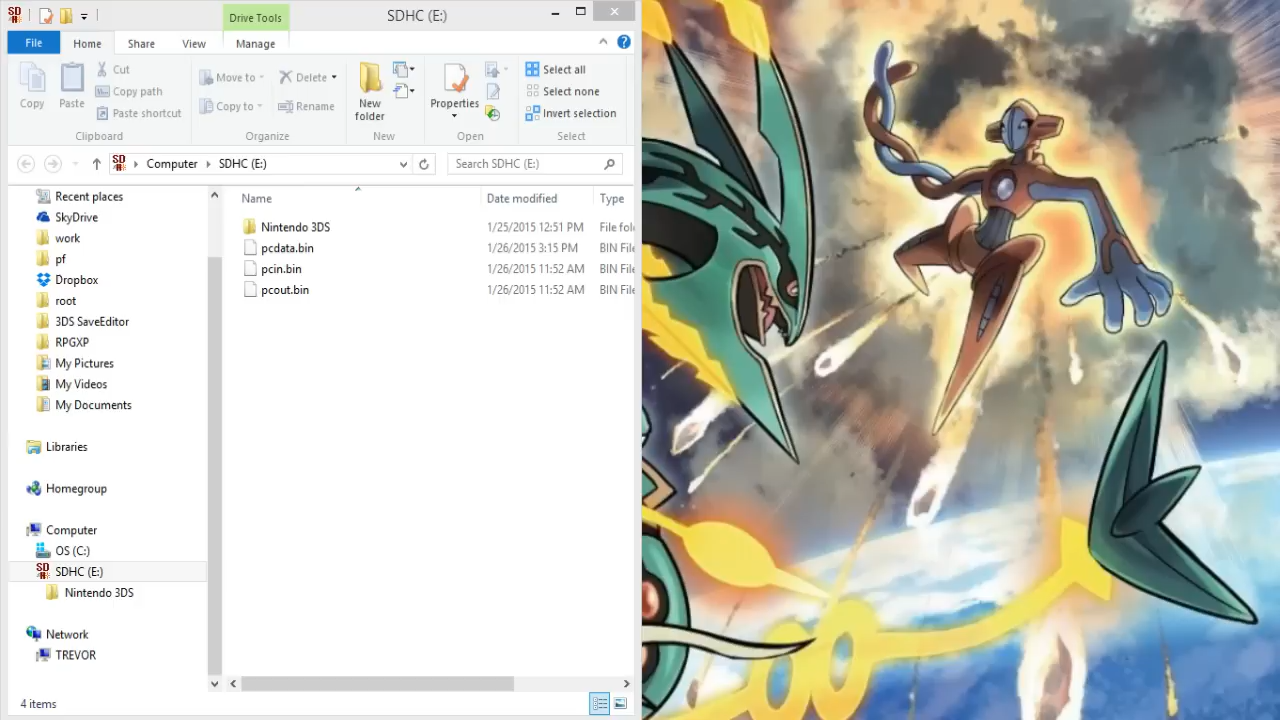 Drive Tools
SDHC (E:)
File Home Share View Manage
Copy
Paste
Cut
Copy path
Paste shortcut
Clipboard
Move to
Copy to
Delete
Rename
Organize
New folder
New
Properties
Open
Select all
Select none
Invert selection
Select
Computer SDHC (E:)
Search SDHC (E:)
Recent places
SkyDrive
work
pf
Dropbox
root
3DS SaveEditor
RPGXP
My Pictures
My Videos
My Documents
Libraries
Homegroup
Computer
OS (C:)
SDHC (E:)
Nintendo 3DS
Network
TREVOR
Name Date modified Type
Nintendo 3DS 1/25/2015 12:51 PM File fol
pcdata.bin 1/26/2015 3:15 PM BIN File
pcin.bin 1/26/2015 11:52 AM BIN File
pcout.bin 1/26/2015 11:52 AM BIN File
4 items